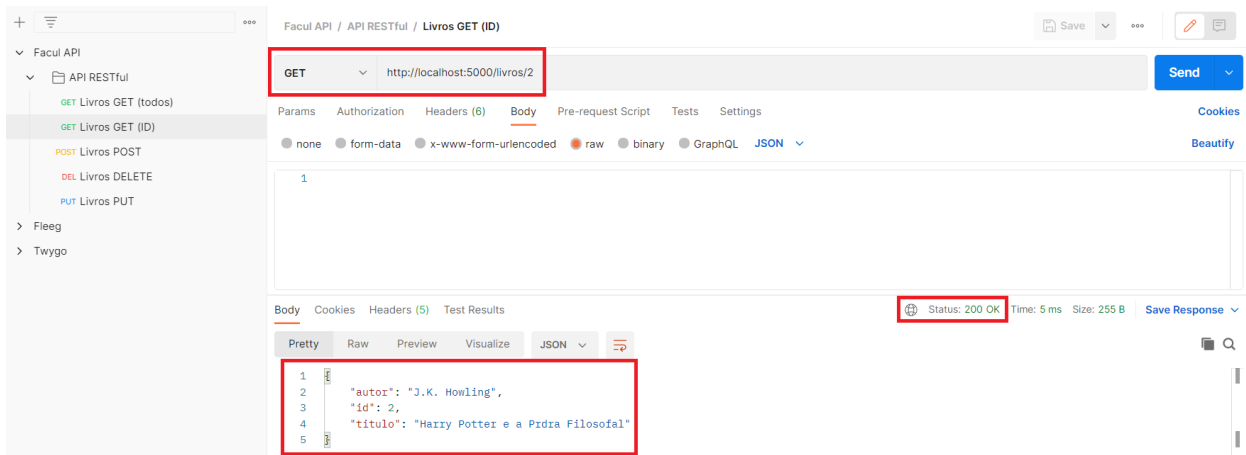 Facul API / API RESTful / Livros GET (ID)
Save
Facul API
API RESTful
GET Livros GET (todos)
GET Livros GET (ID)
POST Livros POST
DEL Livros DELETE
PUT Livros PUT
Fleeg
Twygo
GET http://localhost:5000/livros/2 Send
Params Authorization Headers (6) Body Pre-request Script Tests Settings Cookies
none form-data x-www-form-urlencoded raw binary GraphQL JSON Beautify
1
Body Cookies Headers (5) Test Results Status: 200 OK Time: 5 ms Size: 255 B Save Response
Pretty Raw Preview Visualize JSON
1 {
2 "autor": "J.K. Howling",
3 "id": 2,
4 "titulo": "Harry Potter e a Prdra Filosofal"
5 }